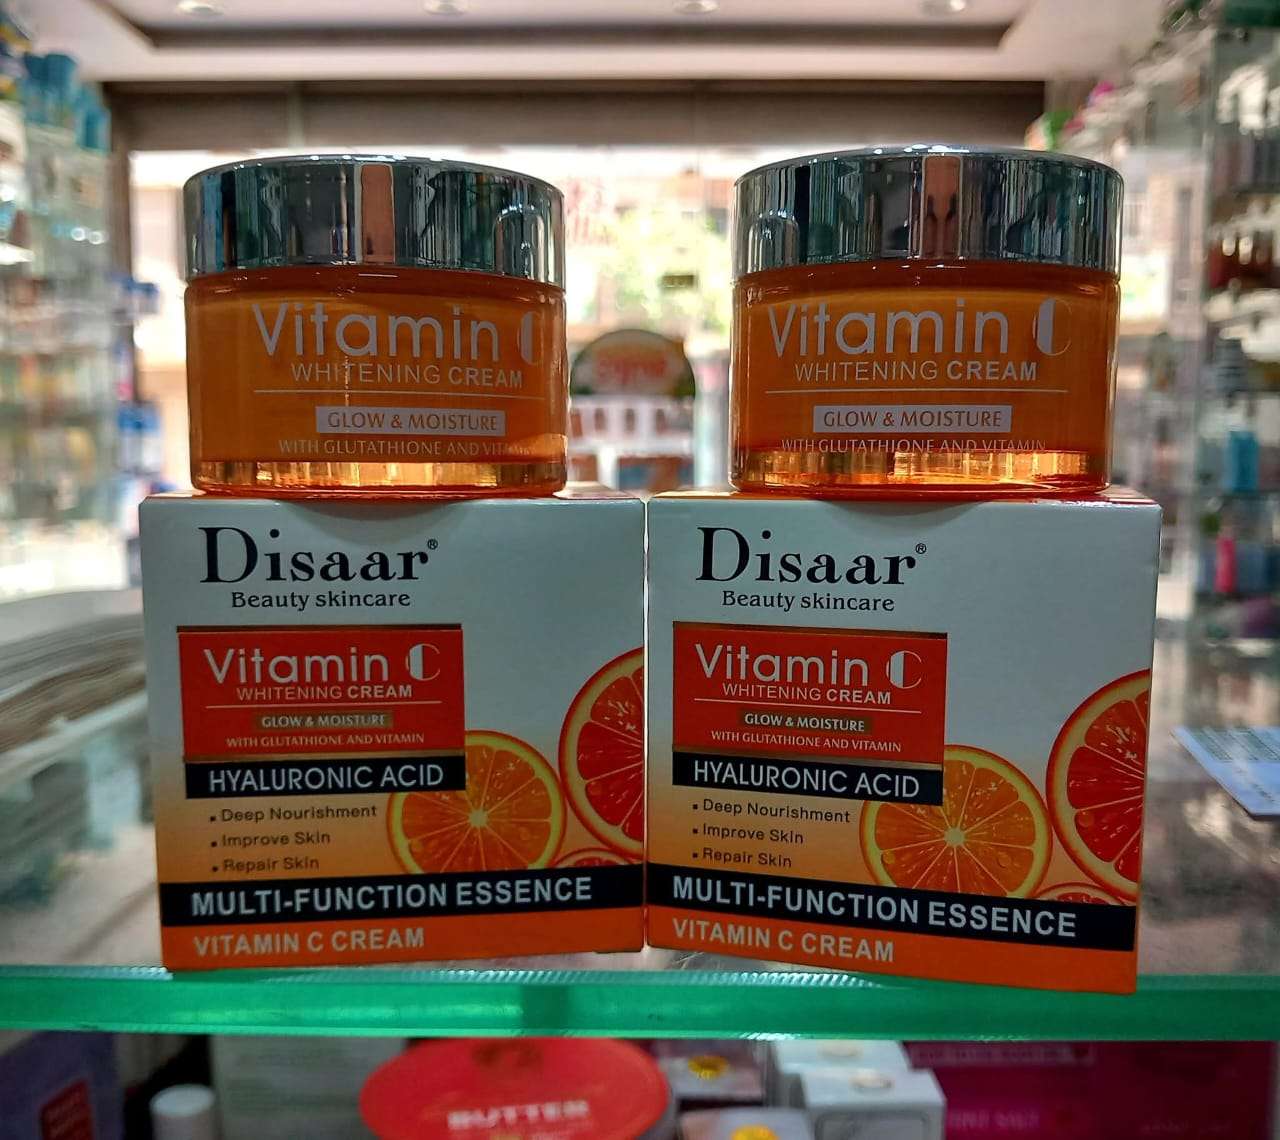 Vitamin C
WHITENING CREAM
GLOW & MOISTURE
WITH GLUTATHIONE AND VITAMIN
Vitamin C
WHITENING CREAM
GLOW & MOISTURE
WITH GLUTATHIONE AND VITAMIN
Disaar®
Beauty skincare
Vitamin C
WHITENING CREAM
GLOW & MOISTURE
WITH GLUTATHIONE AND VITAMIN
HYALURONIC ACID
▪ Deep Nourishment
▪ Improve Skin
▪ Repair Skin
MULTI-FUNCTION ESSENCE
VITAMIN C CREAM
Disaar®
Beauty skincare
Vitamin C
WHITENING CREAM
GLOW & MOISTURE
WITH GLUTATHIONE AND VITAMIN
HYALURONIC ACID
▪ Deep Nourishment
▪ Improve Skin
▪ Repair Skin
MULTI-FUNCTION ESSENCE
VITAMIN C CREAM
BUTTER